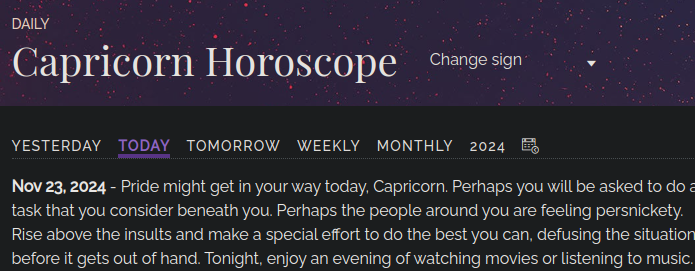 DAILY
Capricorn Horoscope
Change sign
YESTERDAY TODAY TOMORROW WEEKLY MONTHLY 2024
Nov 23, 2024 - Pride might get in your way today, Capricorn. Perhaps you will be asked to do a
task that you consider beneath you. Perhaps the people around you are feeling persnickety.
Rise above the insults and make a special effort to do the best you can, defusing the situation
before it gets out of hand. Tonight, enjoy an evening of watching movies or listening to music.